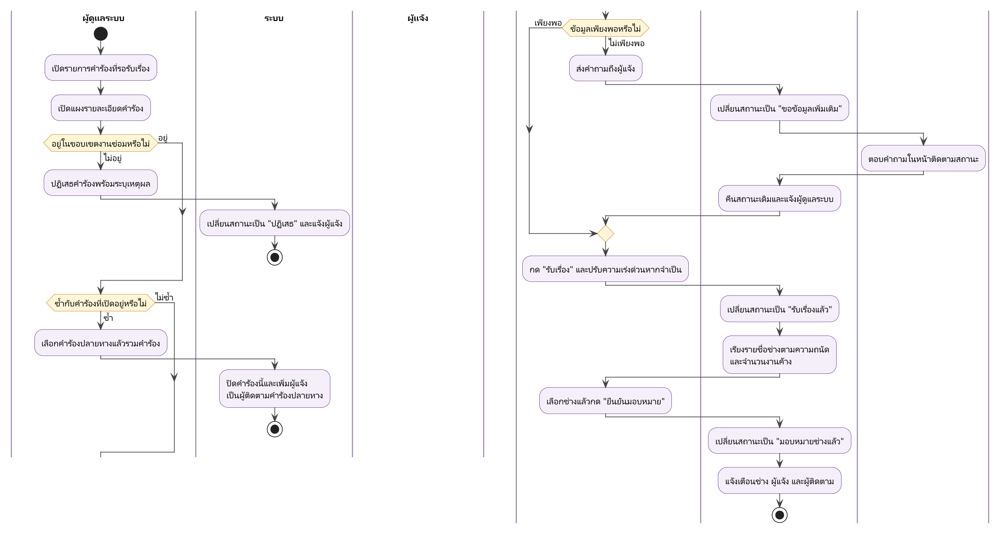 ผู้ดูแลระบบ
ระบบ
ผู้แจ้ง
เปิดรายการคำร้องที่รอรับเรื่อง
เปิดแผงรายละเอียดคำร้อง
อยู่ในขอบเขตงานซ่อมหรือไม่
อยู่
ไม่อยู่
ปฏิเสธคำร้องพร้อมระบุเหตุผล
เปลี่ยนสถานะเป็น "ปฏิเสธ" และแจ้งผู้แจ้ง
ซ้ำกับคำร้องที่เปิดอยู่หรือไม่
ไม่ซ้ำ
ซ้ำ
เลือกคำร้องปลายทางแล้วรวมคำร้อง
ปิดคำร้องนี้และเพิ่มผู้แจ้ง
เป็นผู้ติดตามคำร้องปลายทาง
เพียงพอ
ข้อมูลเพียงพอหรือไม่
ไม่เพียงพอ
ส่งคำถามถึงผู้แจ้ง
เปลี่ยนสถานะเป็น "ขอข้อมูลเพิ่มเติม"
ตอบคำถามในหน้าติดตามสถานะ
คืนสถานะเดิมและแจ้งผู้ดูแลระบบ
กด "รับเรื่อง" และปรับความเร่งด่วนหากจำเป็น
เปลี่ยนสถานะเป็น "รับเรื่องแล้ว"
เรียงรายชื่อช่างตามความถนัด
และจำนวนงานค้าง
เลือกช่างแล้วกด "ยืนยันมอบหมาย"
เปลี่ยนสถานะเป็น "มอบหมายช่างแล้ว"
แจ้งเตือนช่าง ผู้แจ้ง และผู้ติดตาม